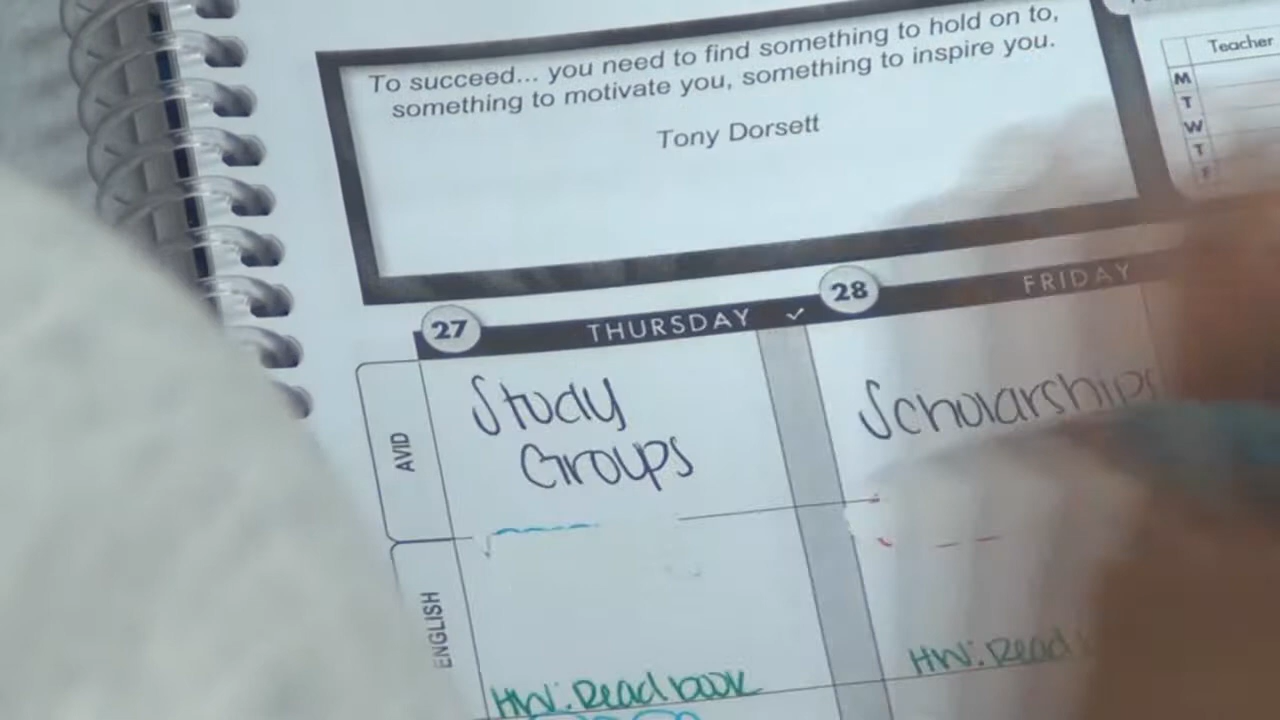 To succeed... you need to find something to hold on to,
something to motivate you, something to inspire you.
Tony Dorsett
Teacher
M
T
W
T
F
27 THURSDAY
28 FRIDAY
AVID
Study
Groups
Scholarships
ENGLISH
HW: Read book
HW: Read